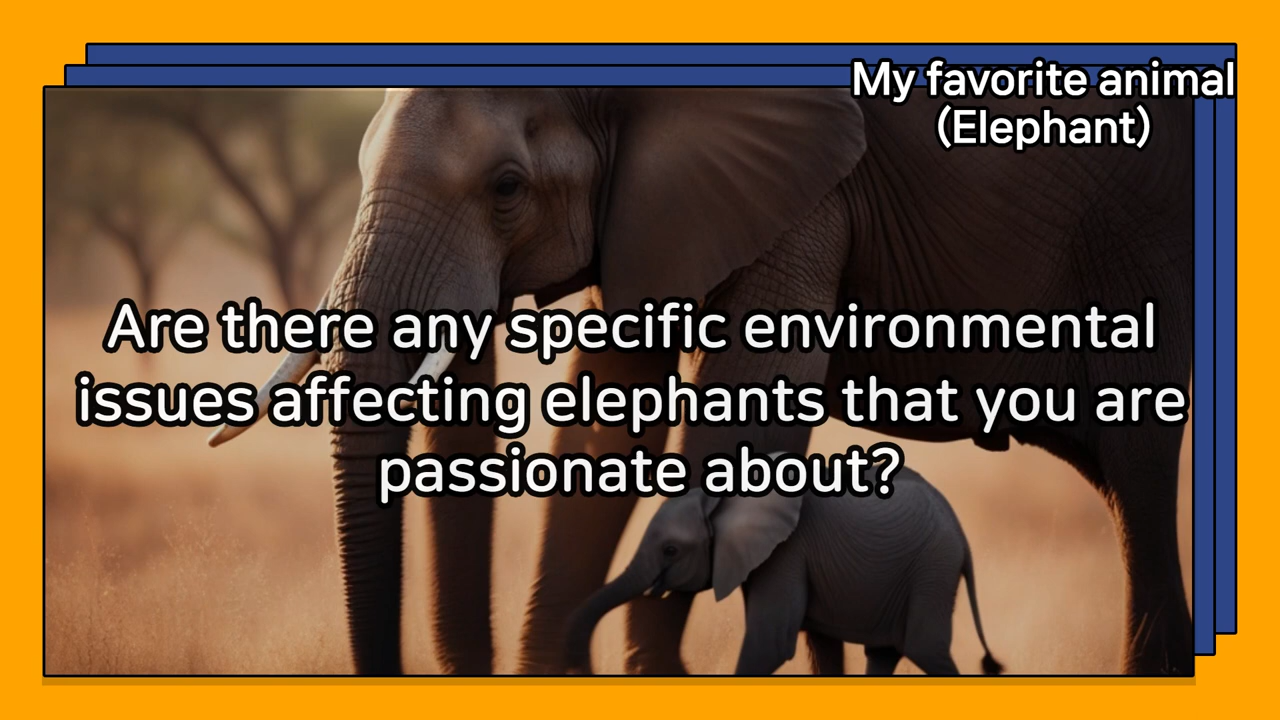 My favorite animal
(Elephant)
Are there any specific environmental
issues affecting elephants that you are
passionate about?